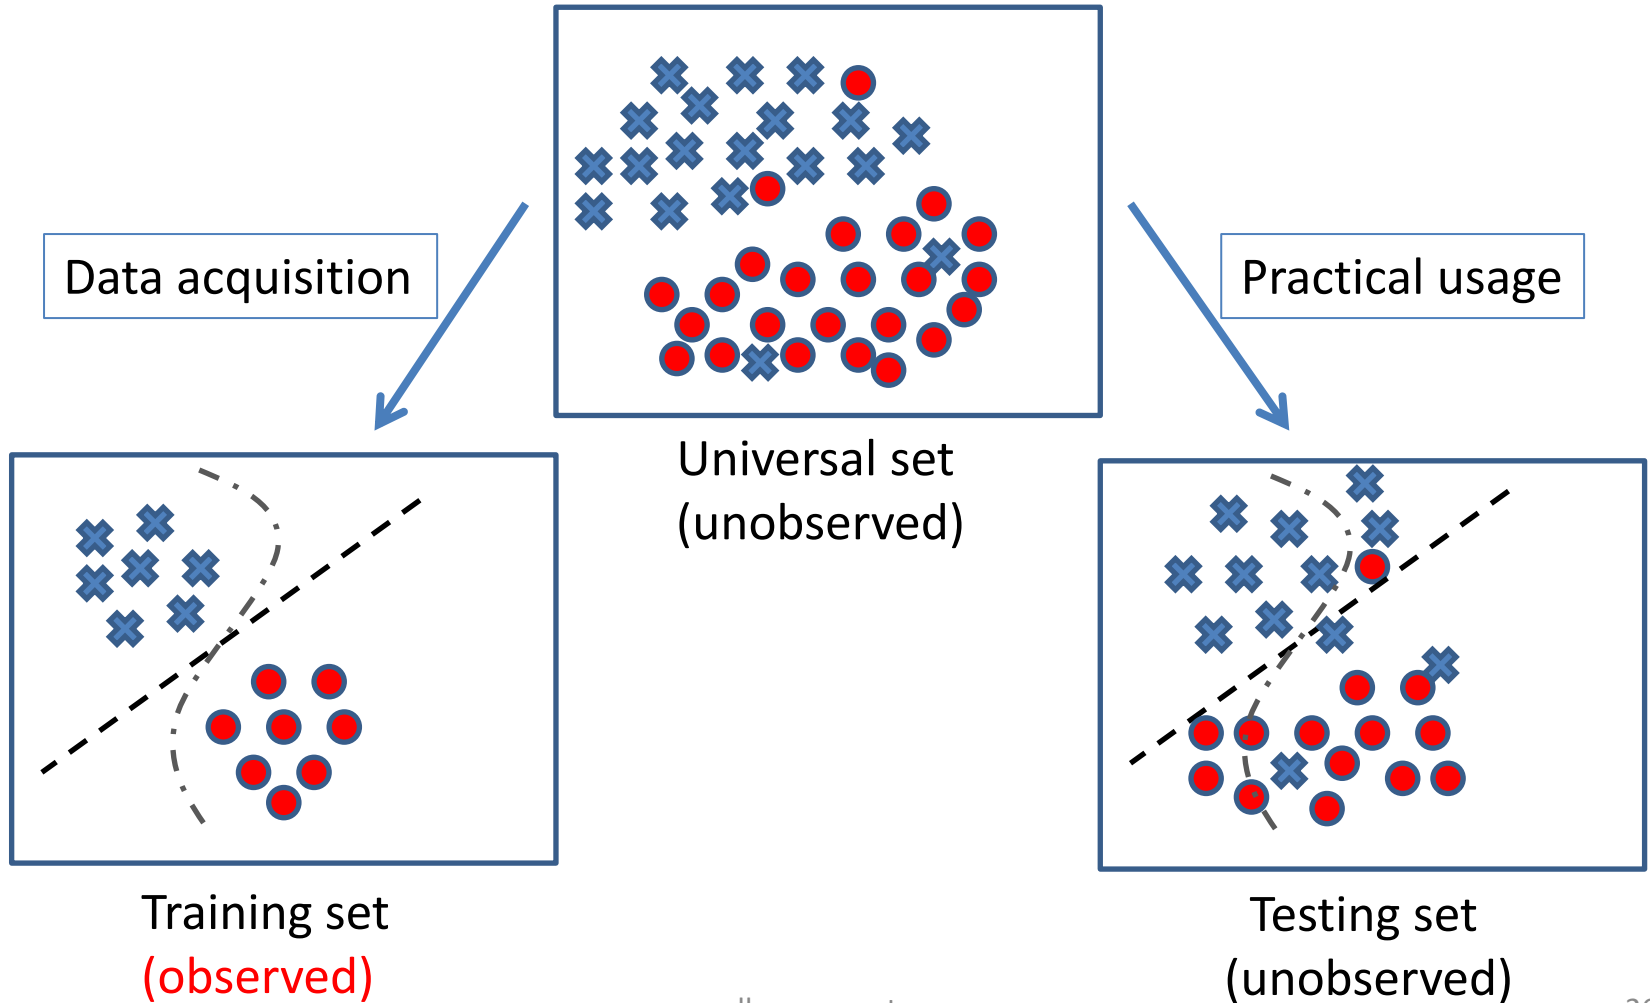 Data acquisition
Practical usage
Universal set
(unobserved)
Training set
(observed)
Testing set
(unobserved)